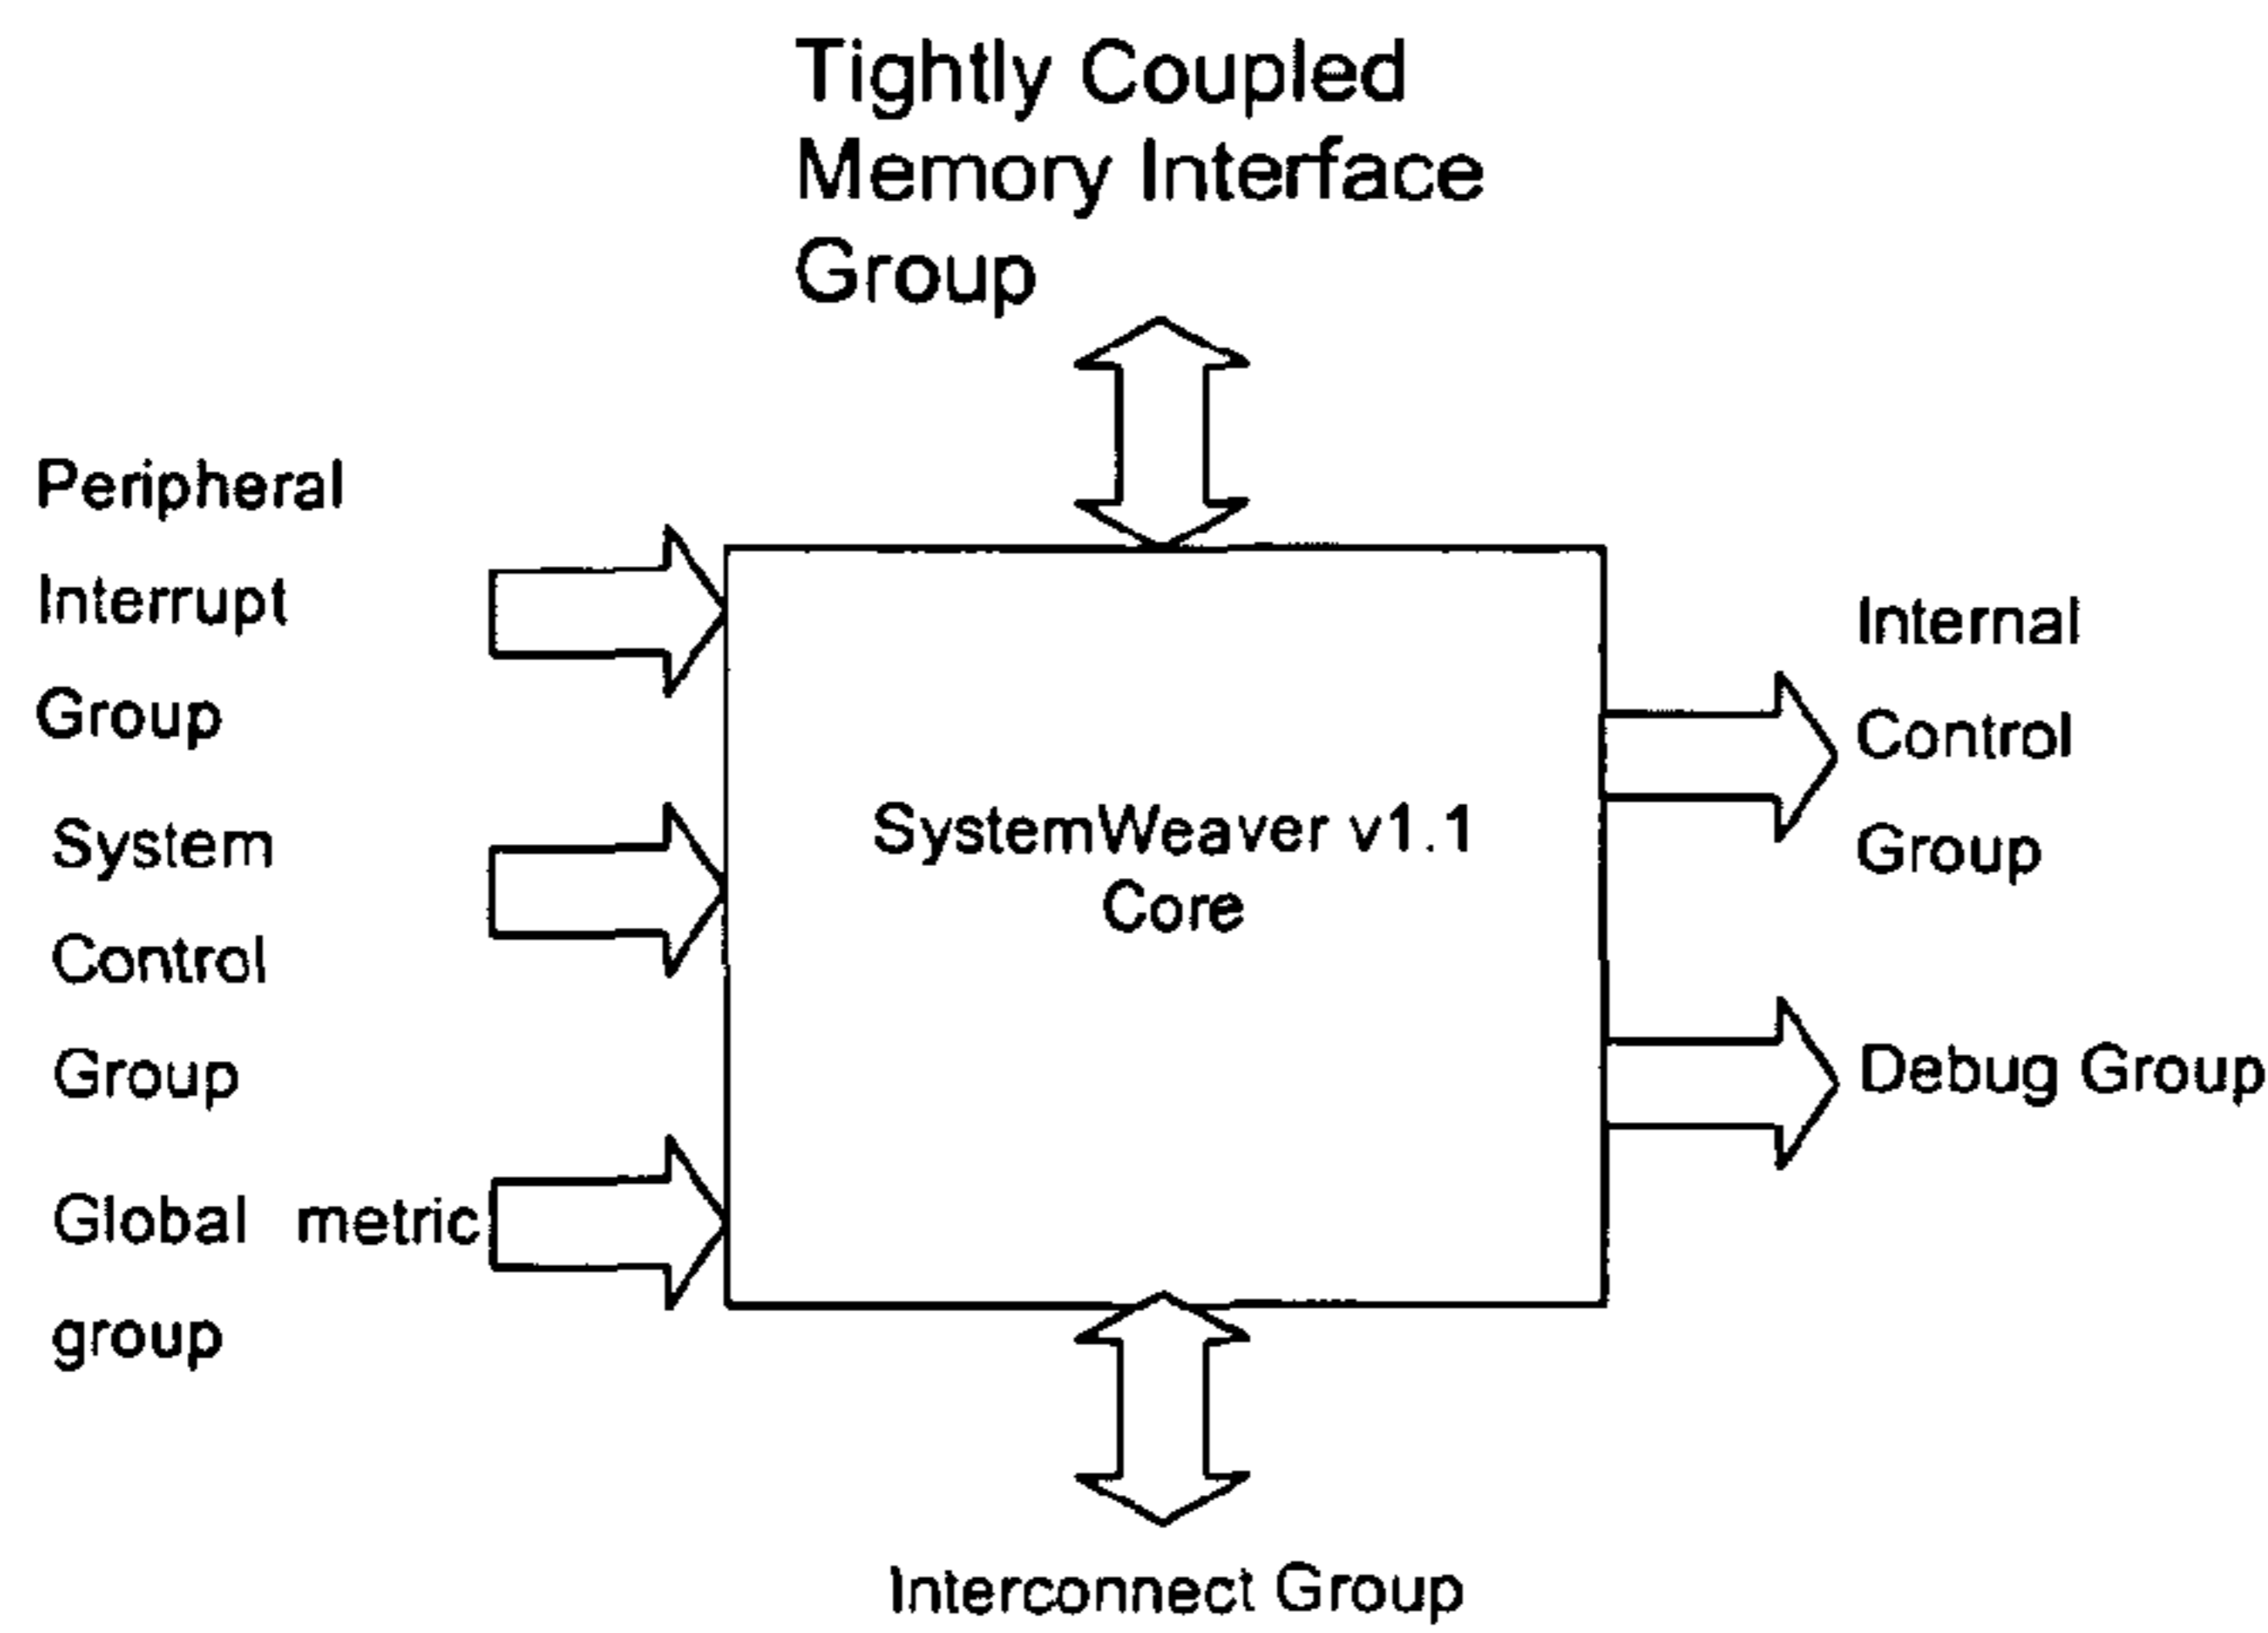 Tightly Coupled
Memory Interface
Group
Peripheral
Interrupt
Group
System
Control
Group
Global metric
group
SystemWeaver v1.1
Core
Internal
Control
Group
Debug Group
Interconnect Group